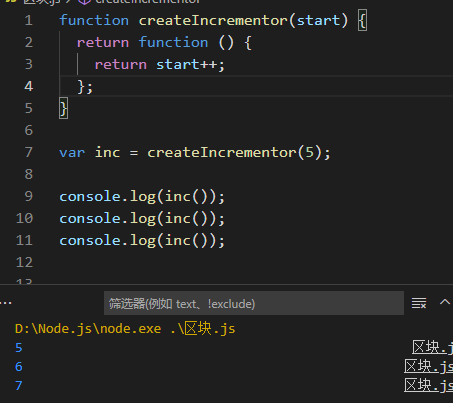 createIncrementor
1 function createIncrementor(start) {
2 return function () {
3 return start++;
4 };
5 }
6
7 var inc = createIncrementor(5);
8
9 console.log(inc());
10 console.log(inc());
11 console.log(inc());
12
筛选器(例如 text、!exclude)
D:\Node.js\node.exe .\区块.js
5 区块.j
6 区块.js
7 区块.js